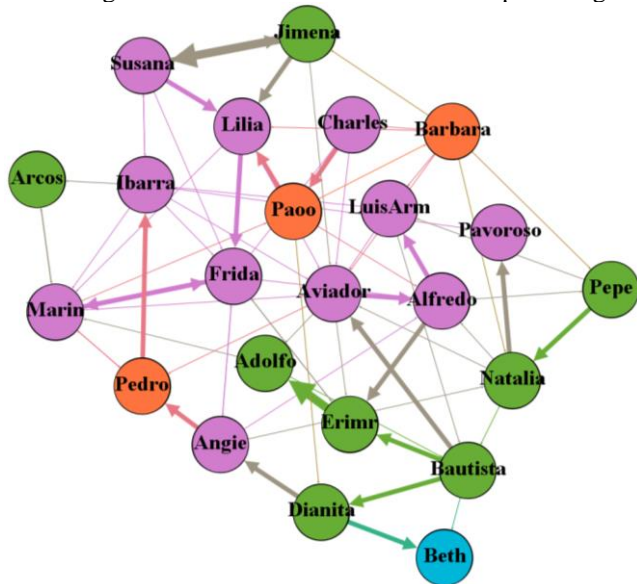 Jimena
Susana
Lilia
Charles
Barbara
Arcos
Ibarra
Paoo
LuisArm
Pavoroso
Frida
Aviador
Alfredo
Pepe
Marin
Adolfo
Natalia
Pedro
Erimr
Angie
Bautista
Dianita
Beth